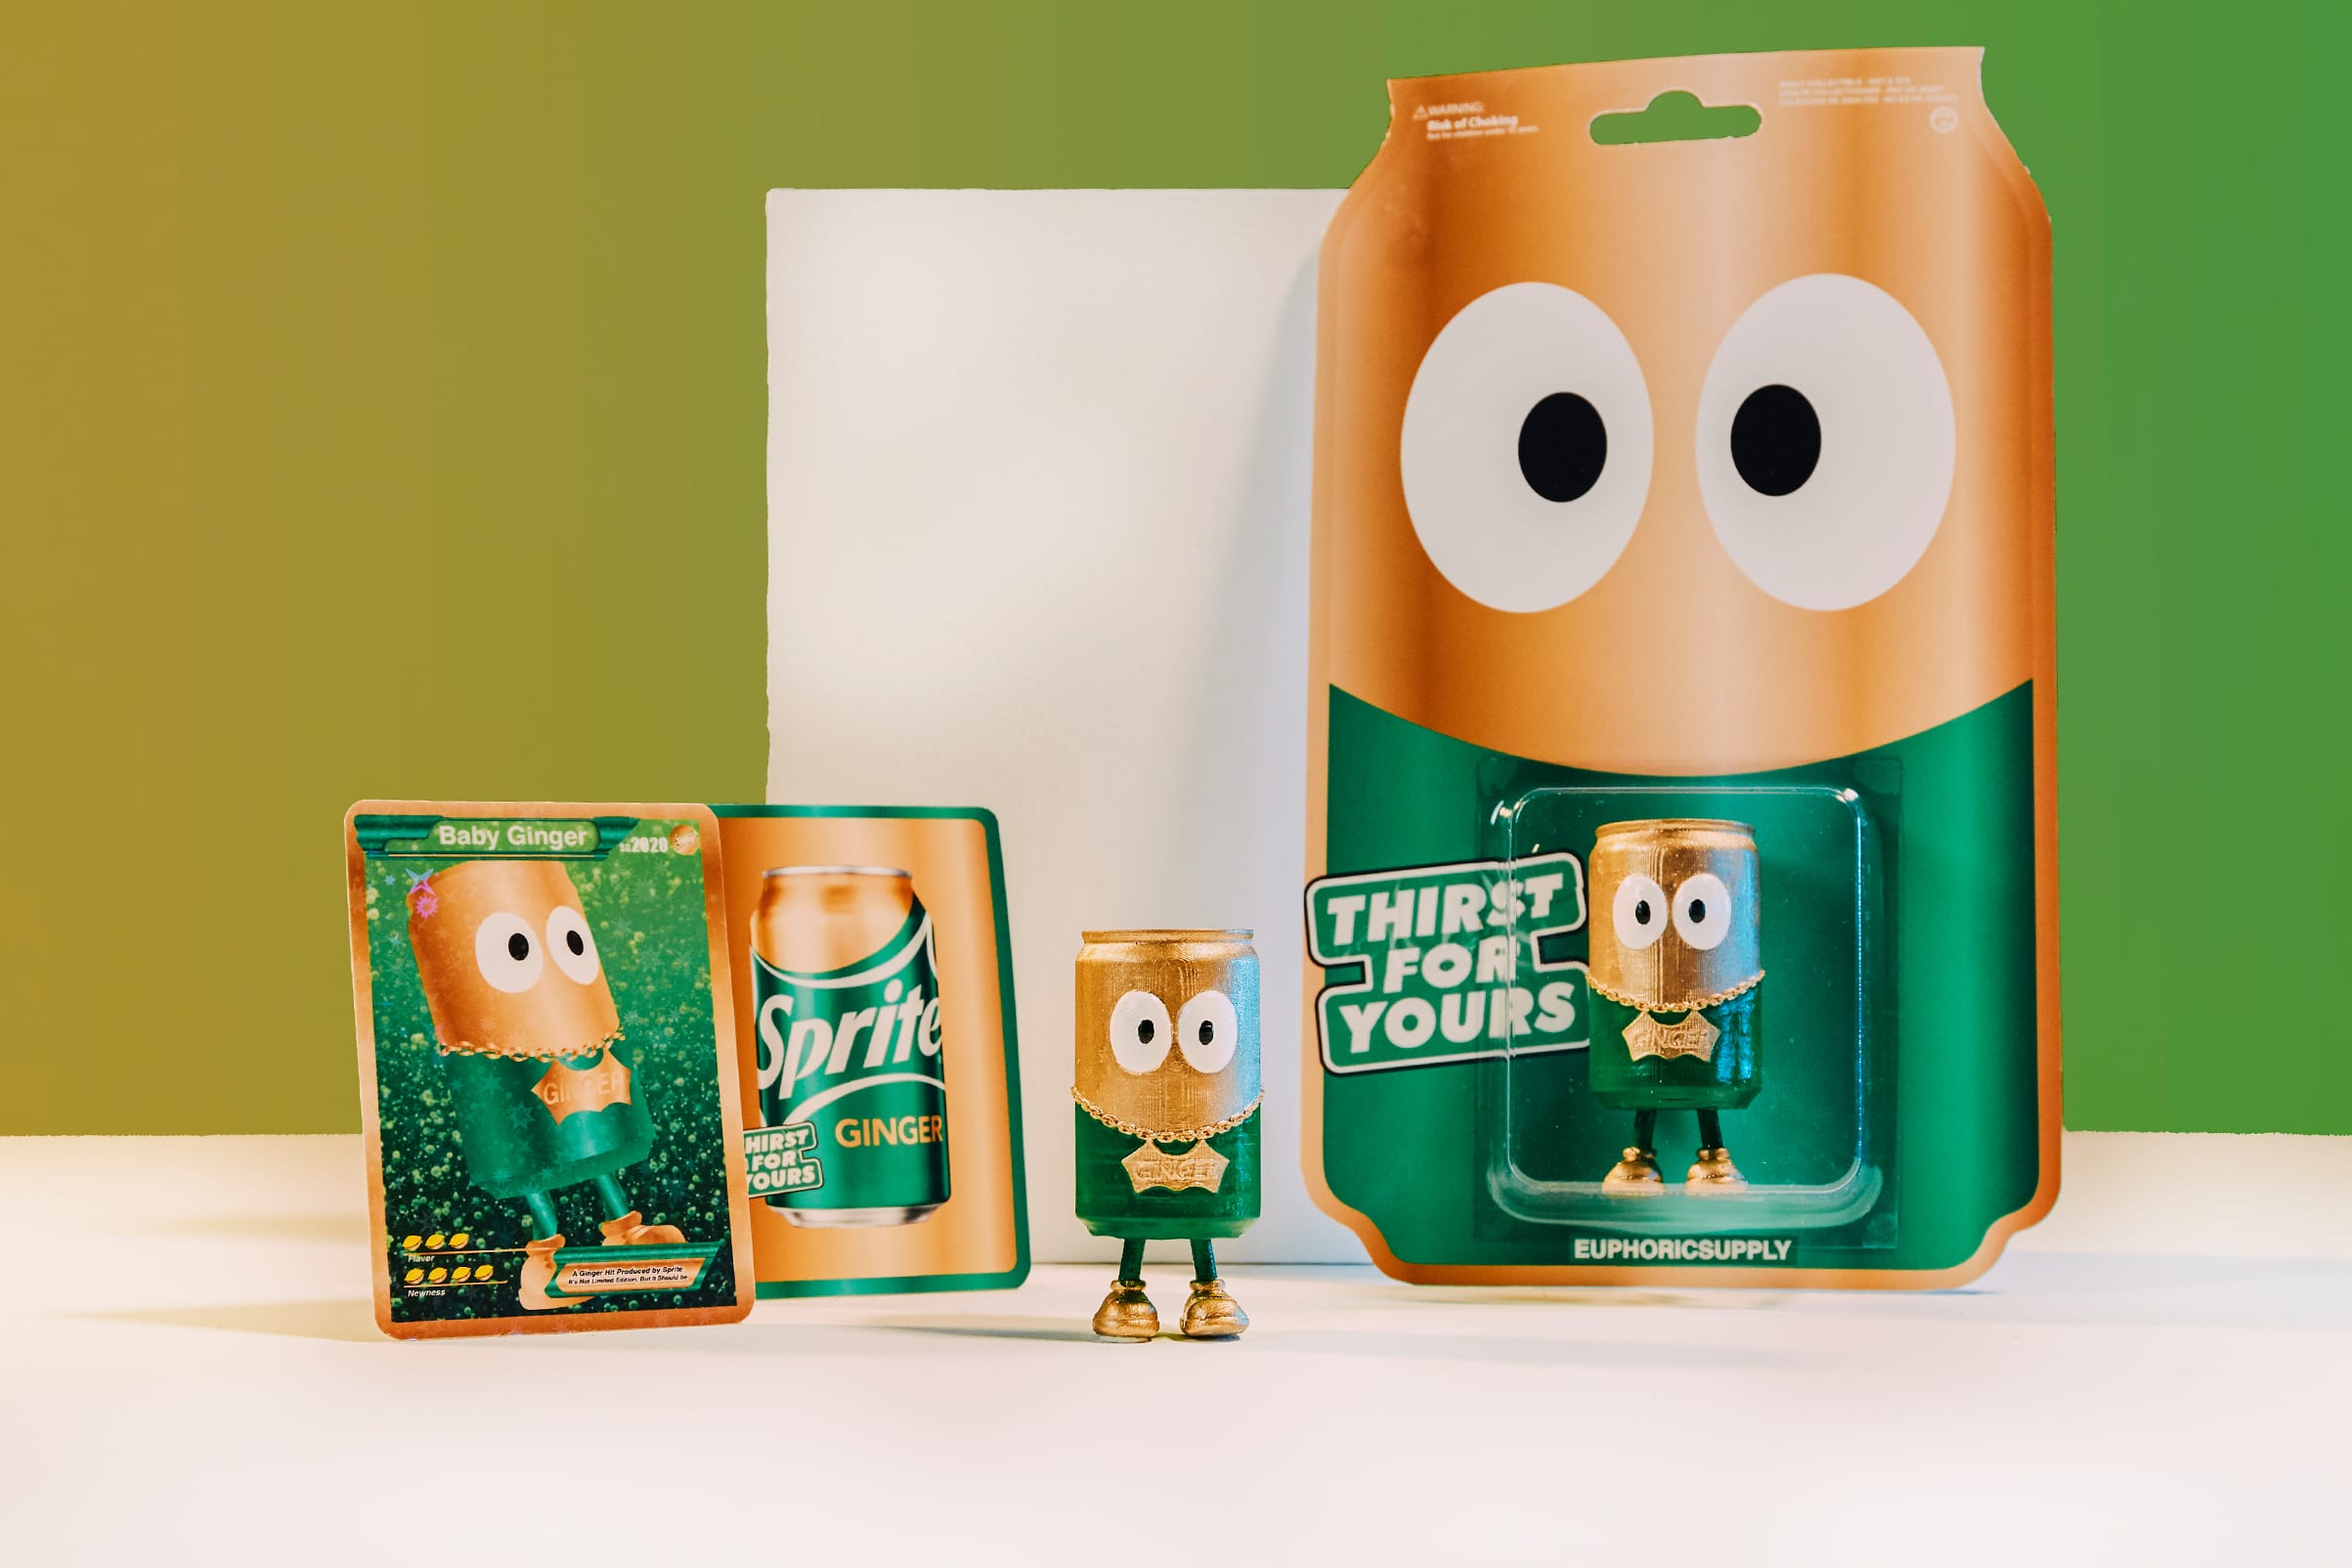 Baby Ginger
2020
GINGER
Flavor
Newness
A Ginger Hit Produced by Sprite
It's Not Limited Edition, But It Should be
Sprite
GINGER
HIRST
FOR
YOURS
GINGER
WARNING:
Risk of Choking
THIRST
FOR
YOURS
GINGER
EUPHORICSUPPLY